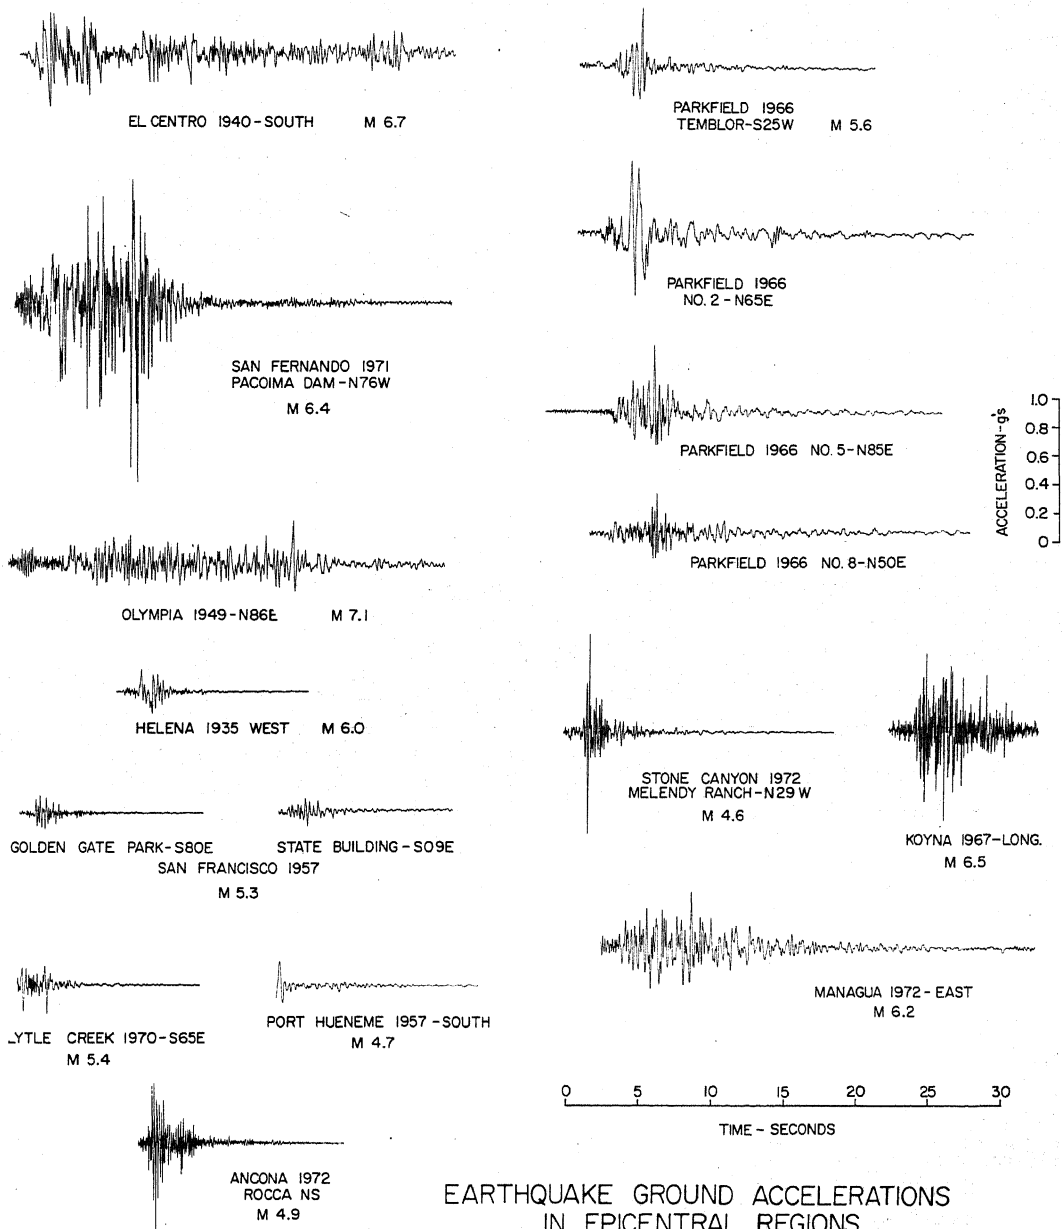 EL CENTRO 1940-SOUTH M 6.7
SAN FERNANDO 1971
PACOIMA DAM-N76W
M 6.4
OLYMPIA 1949-N86E M 7.1
HELENA 1935 WEST M 6.0
GOLDEN GATE PARK-S80E STATE BUILDING-S09E
SAN FRANCISCO 1957
M 5.3
LYTLE CREEK 1970-S65E
M 5.4
PORT HUENEME 1957-SOUTH
M 4.7
ANCONA 1972
ROCCA NS
M 4.9
PARKFIELD 1966
TEMBLOR-S25W M 5.6
PARKFIELD 1966
NO. 2-N65E
PARKFIELD 1966 NO. 5-N85E
PARKFIELD 1966 NO. 8-N50E
ACCELERATION-g's
1.0
0.8
0.6
0.4
0.2
0
STONE CANYON 1972
MELENDY RANCH-N29W
M 4.6
KOYNA 1967-LONG.
M 6.5
MANAGUA 1972-EAST
M 6.2
0 5 10 15 20 25 30
TIME-SECONDS
EARTHQUAKE GROUND ACCELERATIONS
IN EPICENTRAL REGIONS